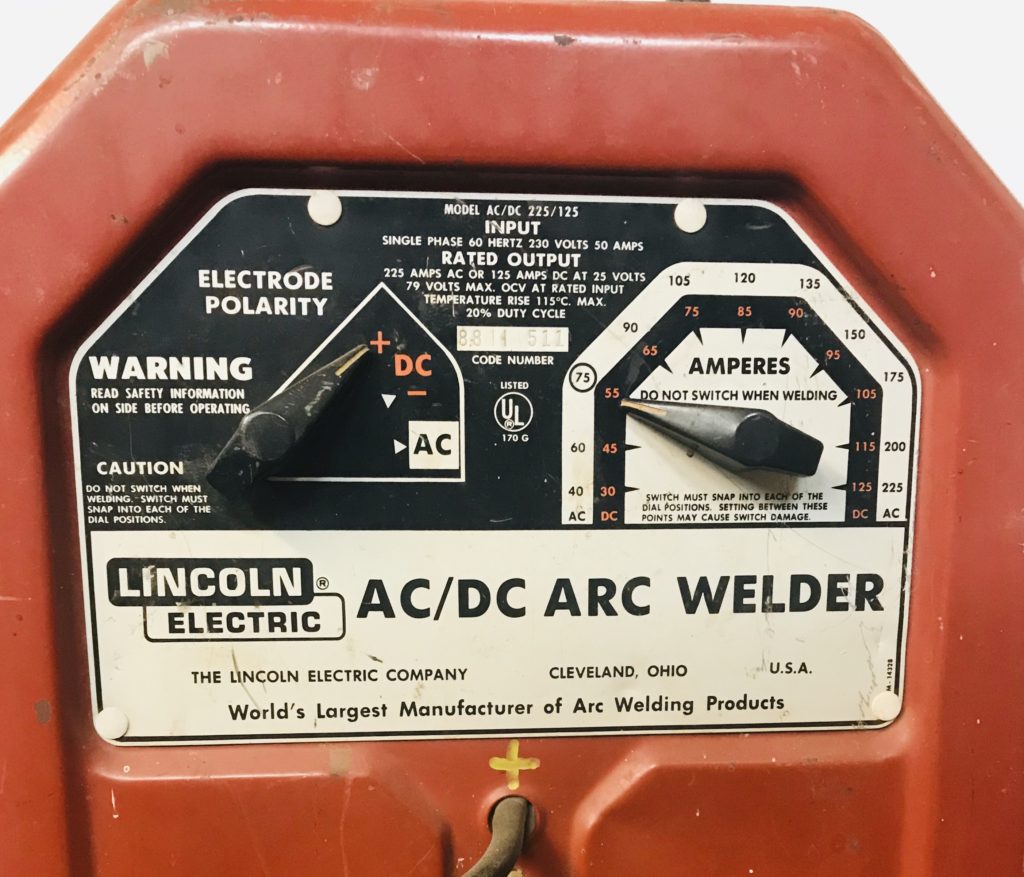 MODEL AC/DC 225/125
INPUT
SINGLE PHASE 60 HERTZ 230 VOLTS 50 AMPS
RATED OUTPUT
225 AMPS AC OR 125 AMPS DC AT 25 VOLTS
79 VOLTS MAX. OCV AT RATED INPUT
TEMPERATURE RISE 115°C. MAX.
20% DUTY CYCLE
511
CODE NUMBER
LISTED
UL
®
170 G
ELECTRODE
POLARITY
+
DC
−
AC
WARNING
READ SAFETY INFORMATION
ON SIDE BEFORE OPERATING
CAUTION
DO NOT SWITCH WHEN
WELDING. SWITCH MUST
SNAP INTO EACH OF THE
DIAL POSITIONS.
105 120 135
90 150
75 175
60 200
40 225
AC AC
75 85 90
65 95
55 105
45 115
30 125
DC DC
AMPERES
DO NOT SWITCH WHEN WELDING
SWITCH MUST SNAP INTO EACH OF THE
DIAL POSITIONS. SETTING BETWEEN THESE
POINTS MAY CAUSE SWITCH DAMAGE.
LINCOLN ®
ELECTRIC
AC/DC ARC WELDER
THE LINCOLN ELECTRIC COMPANY CLEVELAND, OHIO U.S.A.
World's Largest Manufacturer of Arc Welding Products
M-14328
+